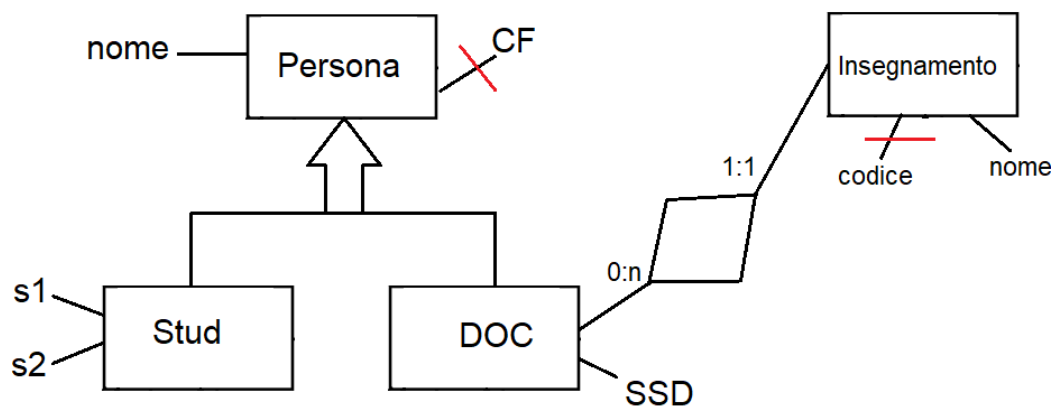 nome
Persona
CF
Insegnamento
codice
nome
1:1
0:n
s1
s2
Stud
DOC
SSD